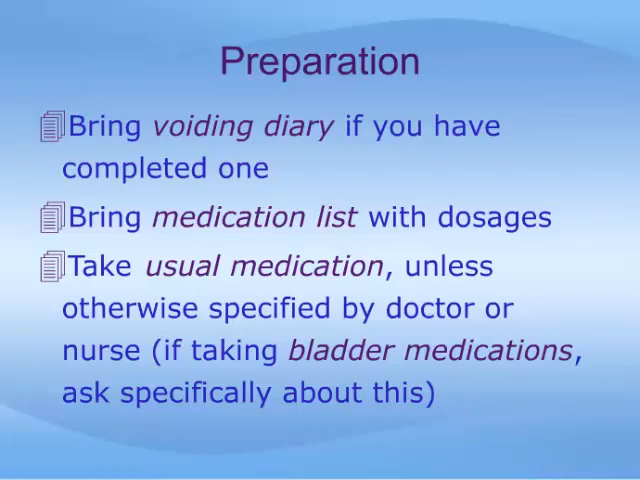 Preparation
Bring voiding diary if you have
completed one
Bring medication list with dosages
Take usual medication, unless
otherwise specified by doctor or
nurse (if taking bladder medications,
ask specifically about this)